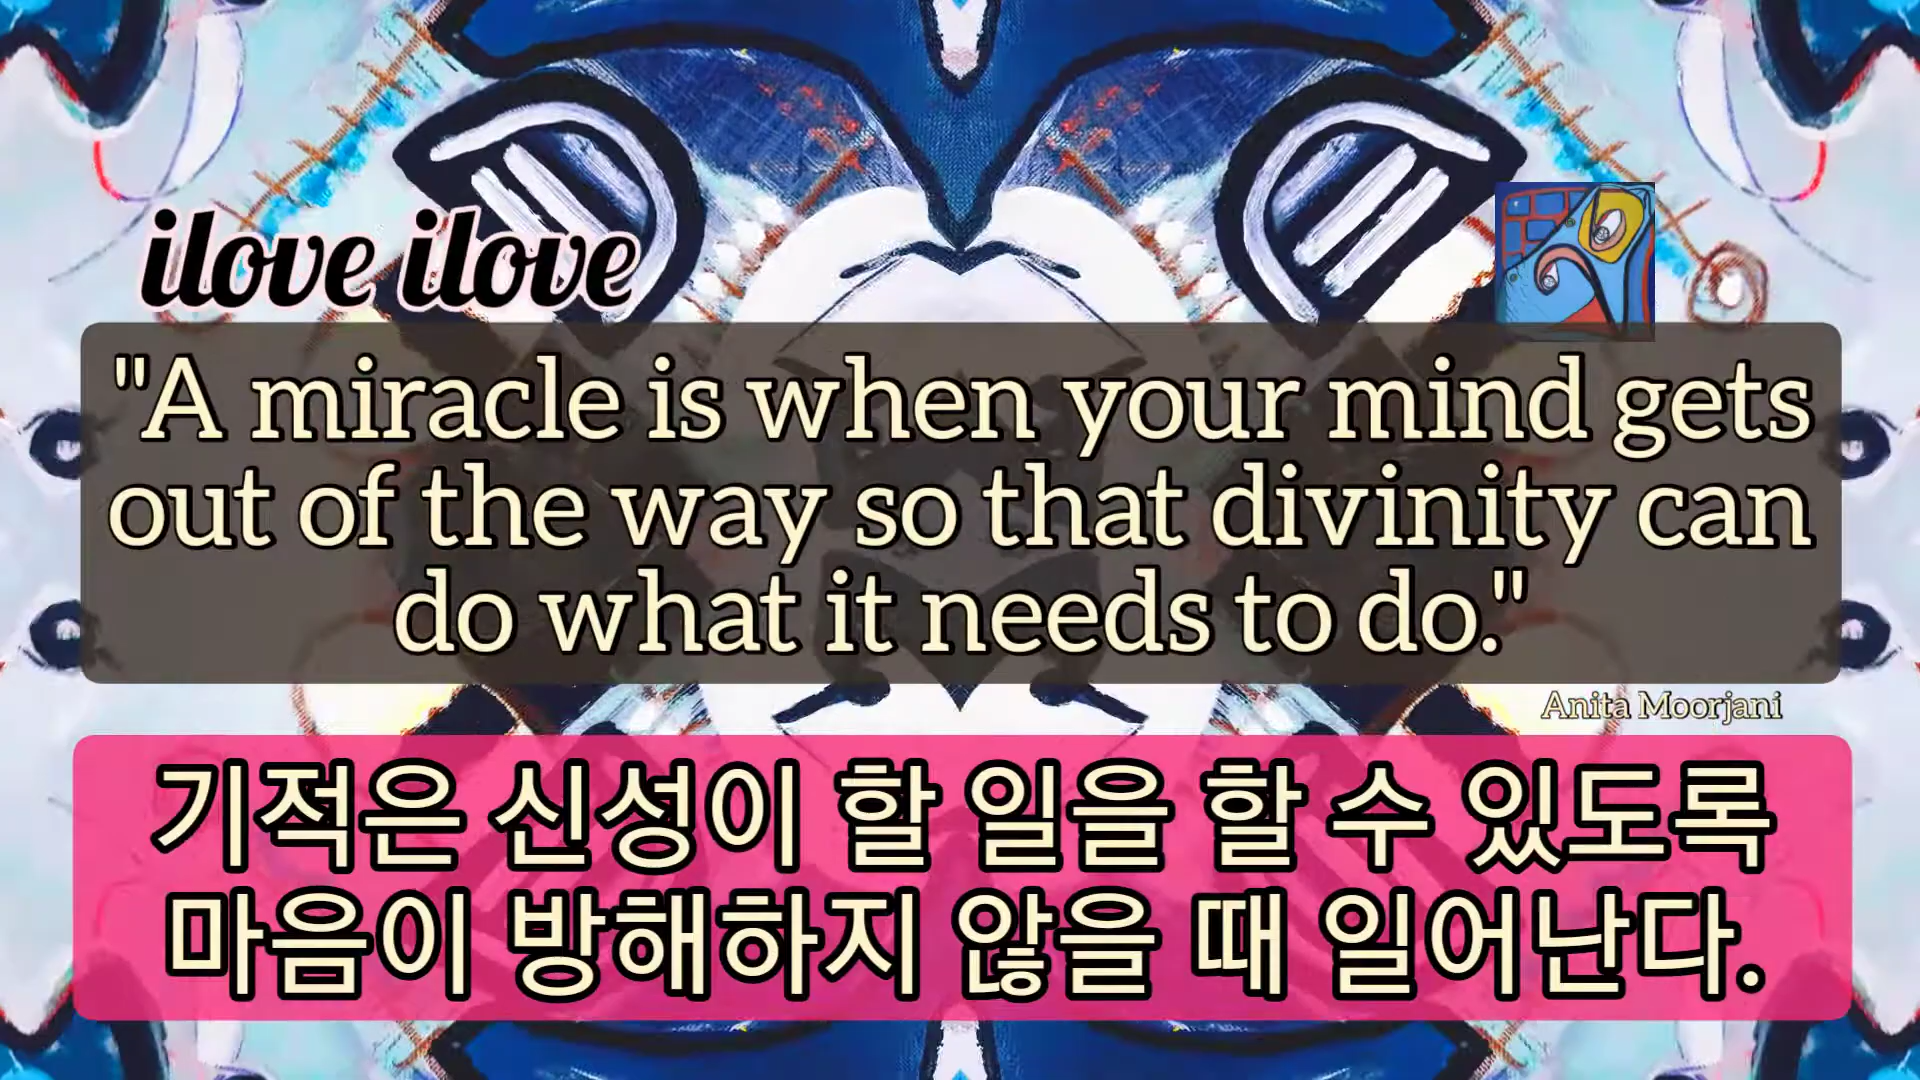 ilove ilove
"A miracle is when your mind gets
out of the way so that divinity can
do what it needs to do."
Anita Moorjani
기적은 신성이 할 일을 할 수 있도록
마음이 방해하지 않을 때 일어난다.